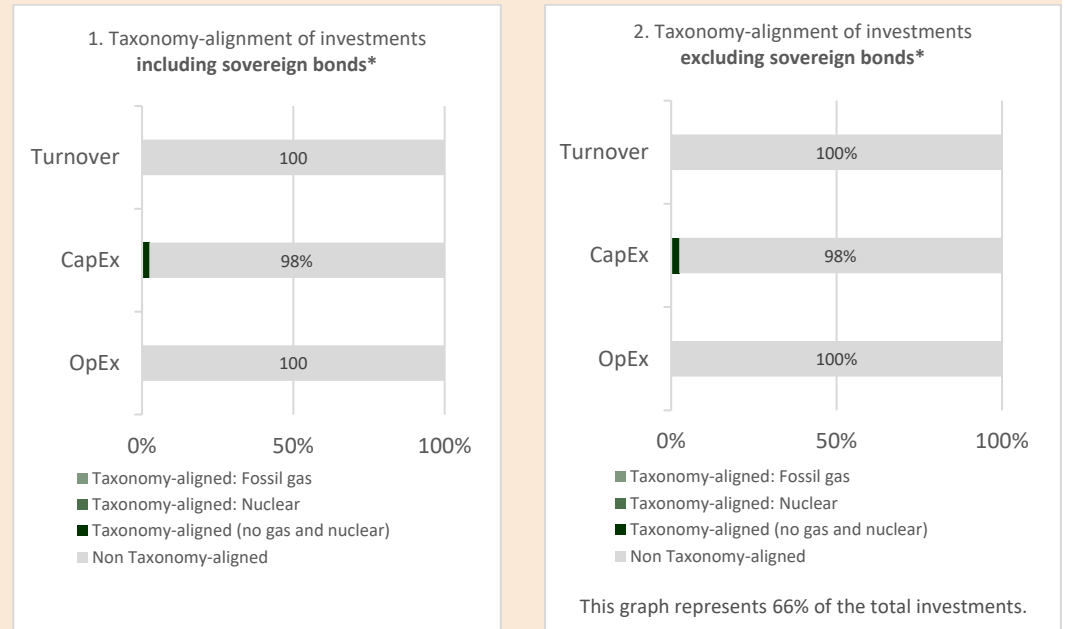 1. Taxonomy-alignment of investments
including sovereign bonds*
Turnover
100
CapEx
98%
OpEx
100
0%
50%
100%
Taxonomy-aligned: Fossil gas
Taxonomy-aligned: Nuclear
Taxonomy-aligned (no gas and nuclear)
Non Taxonomy-aligned
2. Taxonomy-alignment of investments
excluding sovereign bonds*
Turnover
100%
CapEx
98%
OpEx
100%
0%
50%
100%
Taxonomy-aligned: Fossil gas
Taxonomy-aligned: Nuclear
Taxonomy-aligned (no gas and nuclear)
Non Taxonomy-aligned
This graph represents 66% of the total investments.